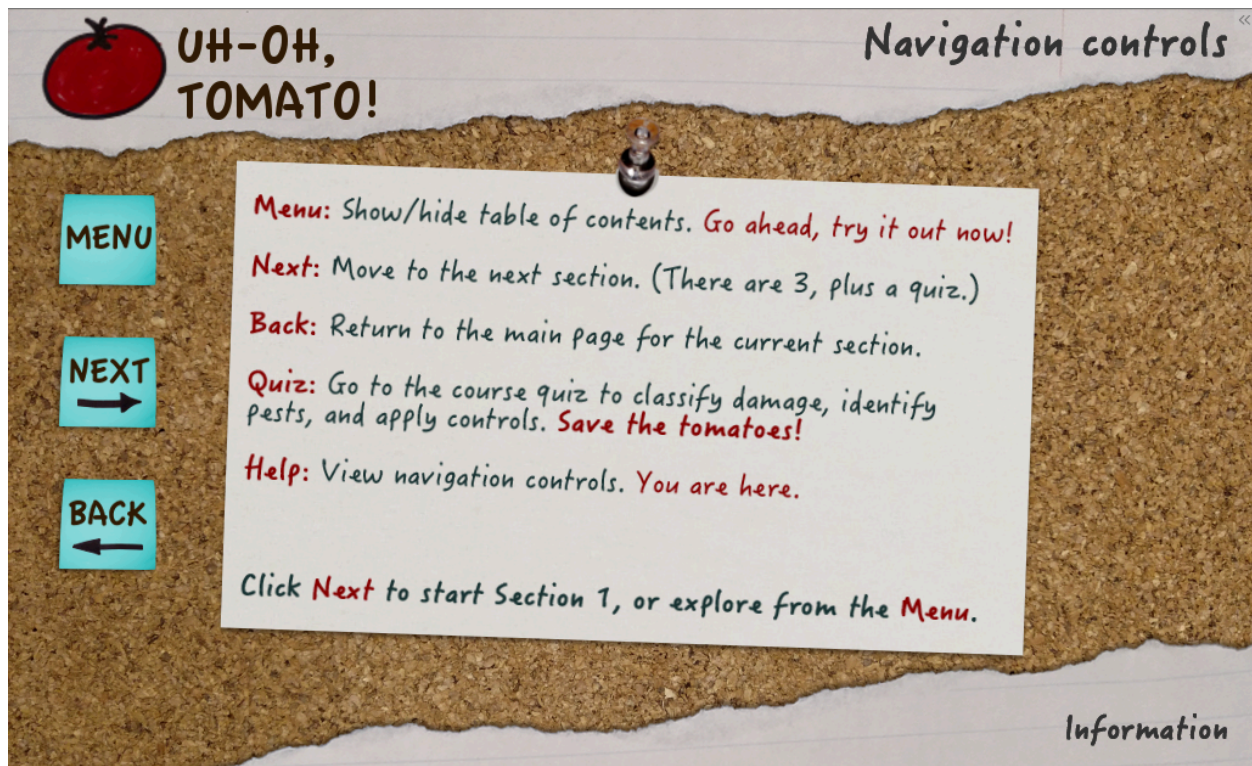 UH-OH,
TOMATO!
Navigation controls
MENU
NEXT
BACK
Menu: Show/hide table of contents. Go ahead, try it out now!
Next: Move to the next section. (There are 3, plus a quiz.)
Back: Return to the main page for the current section.
Quiz: Go to the course quiz to classify damage, identify
pests, and apply controls. Save the tomatoes!
Help: View navigation controls. You are here.
Click Next to start Section 1, or explore from the Menu.
Information